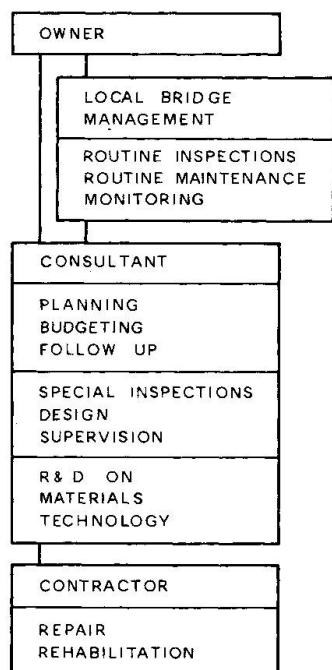 OWNER
LOCAL BRIDGE
MANAGEMENT
ROUTINE INSPECTIONS
ROUTINE MAINTENANCE
MONITORING
CONSULTANT
PLANNING
BUDGETING
FOLLOW UP
SPECIAL INSPECTIONS
DESIGN
SUPERVISION
R & D ON
MATERIALS
TECHNOLOGY
CONTRACTOR
REPAIR
REHABILITATION